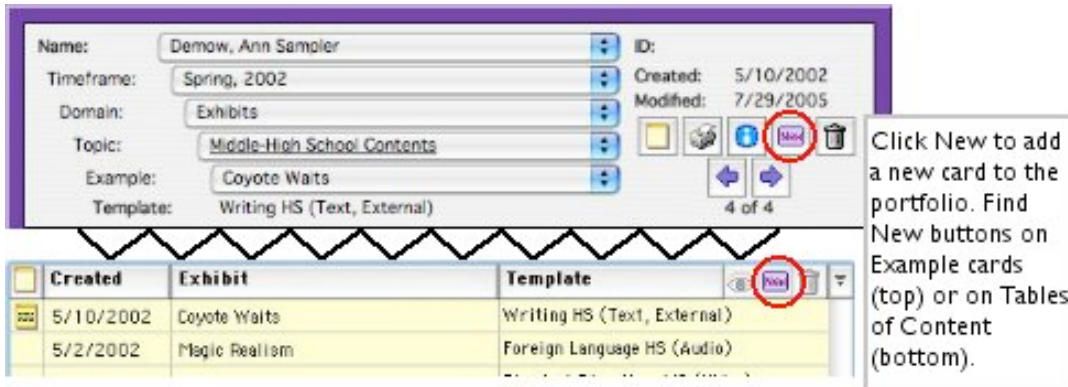 Name: Demow, Ann Sampler ID:
Timeframe: Spring, 2002 Created: 5/10/2002
Modified: 7/29/2005
Domain: Exhibits
Topic: Middle-High School Contents New
Example: Coyote Waits
Template: Writing HS (Text, External) 4 of 4
Click New to add
a new card to the
portfolio. Find
New buttons on
Example cards
(top) or on Tables
of Content
(bottom).
Created Exhibit Template New
5/10/2002 Coyote Waits Writing HS (Text, External)
5/2/2002 Magic Realism Foreign Language HS (Audio)